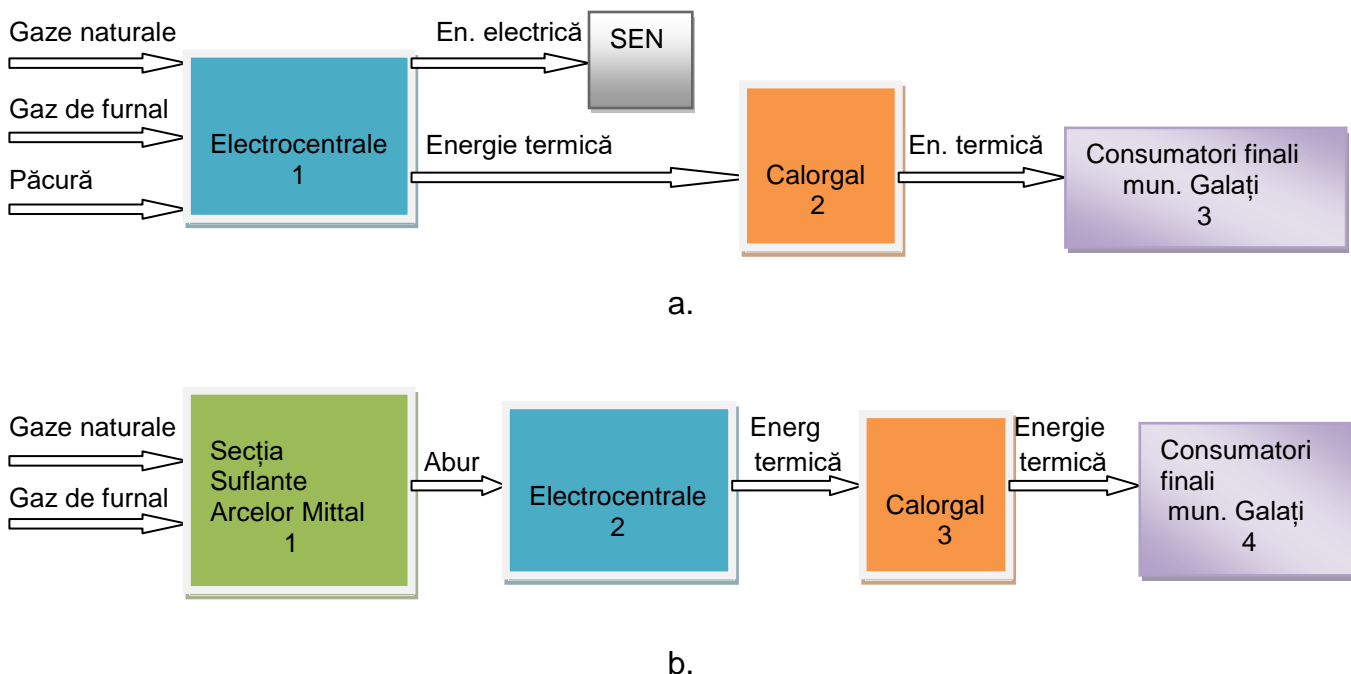 Gaze naturale
En. electrică
SEN
Gaz de furnal
Electrocentrale
1
Energie termică
En. termică
Consumatori finali
mun. Galați
3
Păcură
Calorgal
2
a.
Gaze naturale
Gaz de furnal
Secția
Suflante
Arcelor Mittal
1
Abur
Electrocentrale
2
Energ
termică
Calorgal
3
Energie
termică
Consumatori
finali
mun. Galați
4
b.